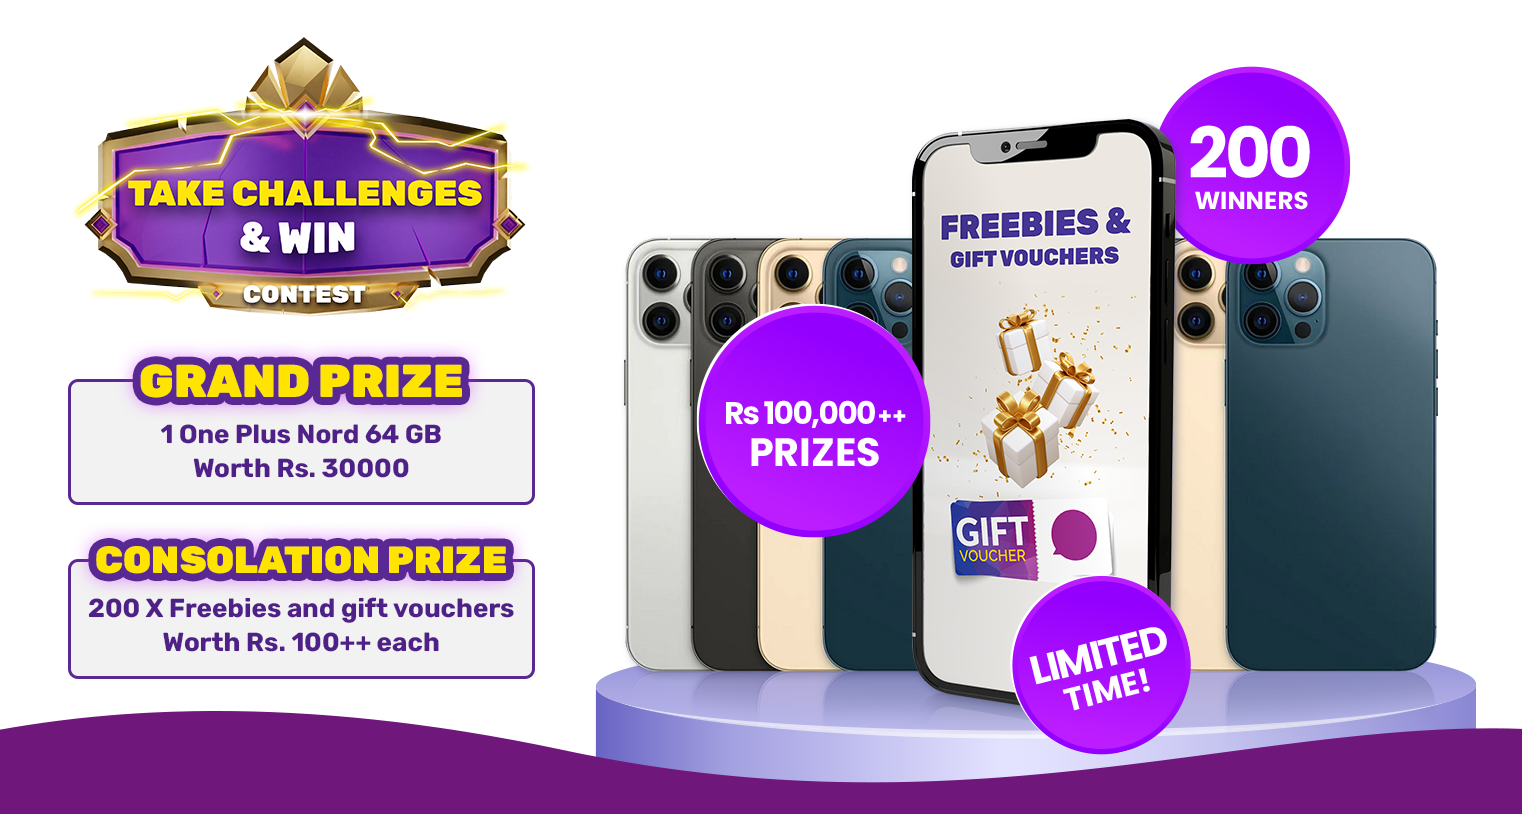 TAKE CHALLENGES
& WIN
CONTEST
GRAND PRIZE
1 One Plus Nord 64 GB
Worth Rs. 30000
CONSOLATION PRIZE
200 X Freebies and gift vouchers
Worth Rs. 100++ each
200
WINNERS
FREEBIES &
GIFT VOUCHERS
Rs 100,000++
PRIZES
GIFT
VOUCHER
LIMITED
TIME!